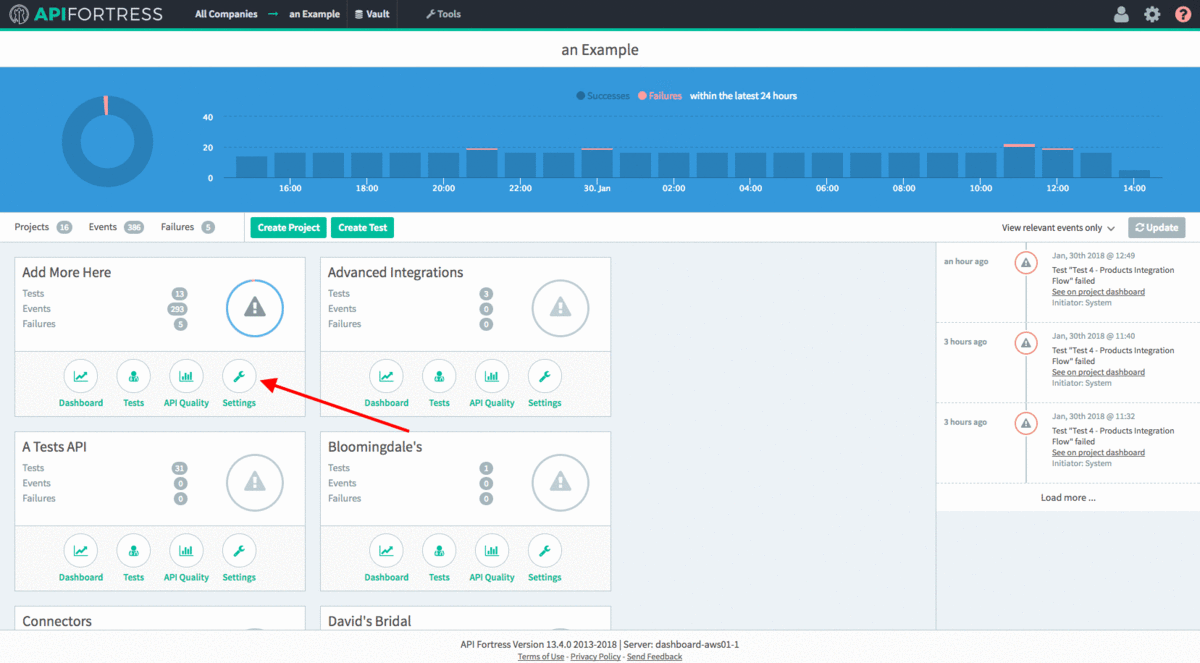 APIFORTRESS All Companies → an Example Vault Tools ?
an Example
Successes Failures within the latest 24 hours
40
20
0
16:00 18:00 20:00 22:00 30. Jan 02:00 04:00 06:00 08:00 10:00 12:00 14:00
Projects 16 Events 386 Failures 5 Create Project Create Test View relevant events only Update
Add More Here
Tests 13
Events 293
Failures 5
Dashboard Tests API Quality Settings
Advanced Integrations
Tests 3
Events 0
Failures 0
Dashboard Tests API Quality Settings
A Tests API
Tests 31
Events 0
Failures 0
Dashboard Tests API Quality Settings
Bloomingdale's
Tests 1
Events 0
Failures 0
Dashboard Tests API Quality Settings
Connectors
David's Bridal
an hour ago
Jan, 30th 2018 @ 12:49
Test "Test 4 - Products Integration
Flow" failed
See on project dashboard
Initiator: System
3 hours ago
Jan, 30th 2018 @ 11:40
Test "Test 4 - Products Integration
Flow" failed
See on project dashboard
Initiator: System
3 hours ago
Jan, 30th 2018 @ 11:32
Test "Test 4 - Products Integration
Flow" failed
See on project dashboard
Initiator: System
Load more ...
API Fortress Version 13.4.0 2013-2018 | Server: dashboard-aws01-1
Terms of Use - Privacy Policy - Send Feedback